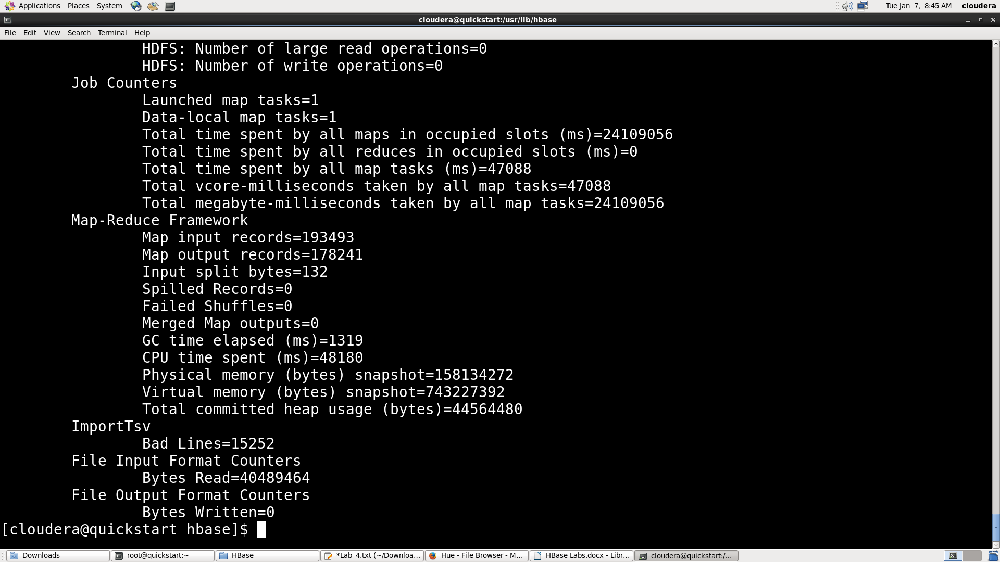 Applications Places System Tue Jan 7, 8:45 AM cloudera
cloudera@quickstart:/usr/lib/hbase
File Edit View Search Terminal Help
HDFS: Number of large read operations=0
HDFS: Number of write operations=0
Job Counters
Launched map tasks=1
Data-local map tasks=1
Total time spent by all maps in occupied slots (ms)=24109056
Total time spent by all reduces in occupied slots (ms)=0
Total time spent by all map tasks (ms)=47088
Total vcore-milliseconds taken by all map tasks=47088
Total megabyte-milliseconds taken by all map tasks=24109056
Map-Reduce Framework
Map input records=193493
Map output records=178241
Input split bytes=132
Spilled Records=0
Failed Shuffles=0
Merged Map outputs=0
GC time elapsed (ms)=1319
CPU time spent (ms)=48180
Physical memory (bytes) snapshot=158134272
Virtual memory (bytes) snapshot=743227392
Total committed heap usage (bytes)=44564480
ImportTsv
Bad Lines=15252
File Input Format Counters
Bytes Read=40489464
File Output Format Counters
Bytes Written=0
[cloudera@quickstart hbase]$
Downloads root@quickstart:~ HBase *Lab_4.txt (~/Downloa... Hue - File Browser - M... HBase Labs.docx - Libr... cloudera@quickstart:/...